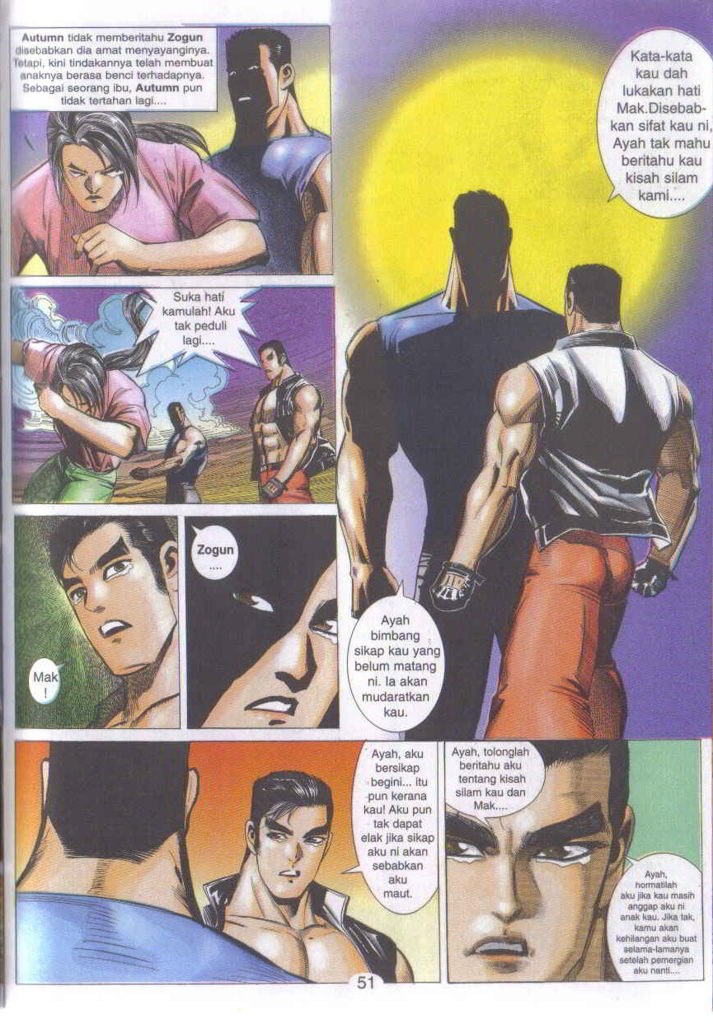 Autumn tidak memberitahu Zogun
disebabkan dia amat menyayanginya.
Tetapi, kini tindakannya telah membuat
anaknya berasa benci terhadapnya.
Sebagai seorang ibu, Autumn pun
tidak tertahan lagi....
Kata-kata
kau dah
lukakan hati
Mak.Disebab-
kan sifat kau ni,
Ayah tak mahu
beritahu kau
kisah silam
kami....
Suka hati
kamulah! Aku
tak peduli
lagi....
Mak
!
Zogun
....
Ayah
bimbang
sikap kau yang
belum matang
ni. Ia akan
mudaratkan
kau.
Ayah, aku
bersikap
begini... itu
pun kerana
kau! Aku pun
tak dapat
elak jika sikap
aku ni akan
sebabkan
aku
maut.
Ayah, tolonglah
beritahu aku
tentang kisah
silam kau dan
Mak....
Ayah,
hormatilah
aku jika kau masih
anggap aku ni
anak kau. Jika tak,
kamu akan
kehilangan aku buat
selama-lamanya
setelah pemergian
aku nanti....
51